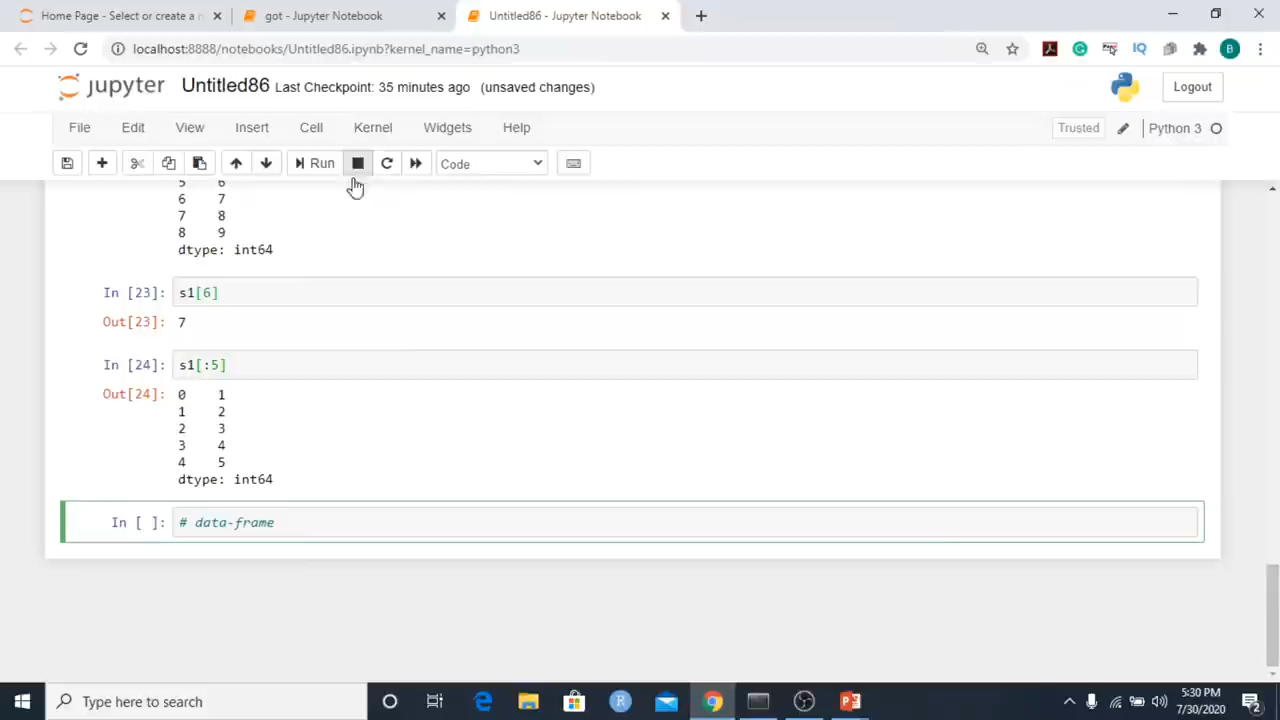 Home Page - Select or create a n
got - Jupyter Notebook
Untitled86 - Jupyter Notebook
localhost:8888/notebooks/Untitled86.ipynb?kernel_name=python3
IQ
B
jupyter Untitled86 Last Checkpoint: 35 minutes ago (unsaved changes)
Logout
File Edit View Insert Cell Kernel Widgets Help
Trusted
Python 3
Run
Code
5 6
6 7
7 8
8 9
dtype: int64
In [23]: s1[6]
Out[23]: 7
In [24]: s1[:5]
Out[24]: 0 1
1 2
2 3
3 4
4 5
dtype: int64
In [ ]: # data-frame
Type here to search
R
5:30 PM
7/30/2020
2